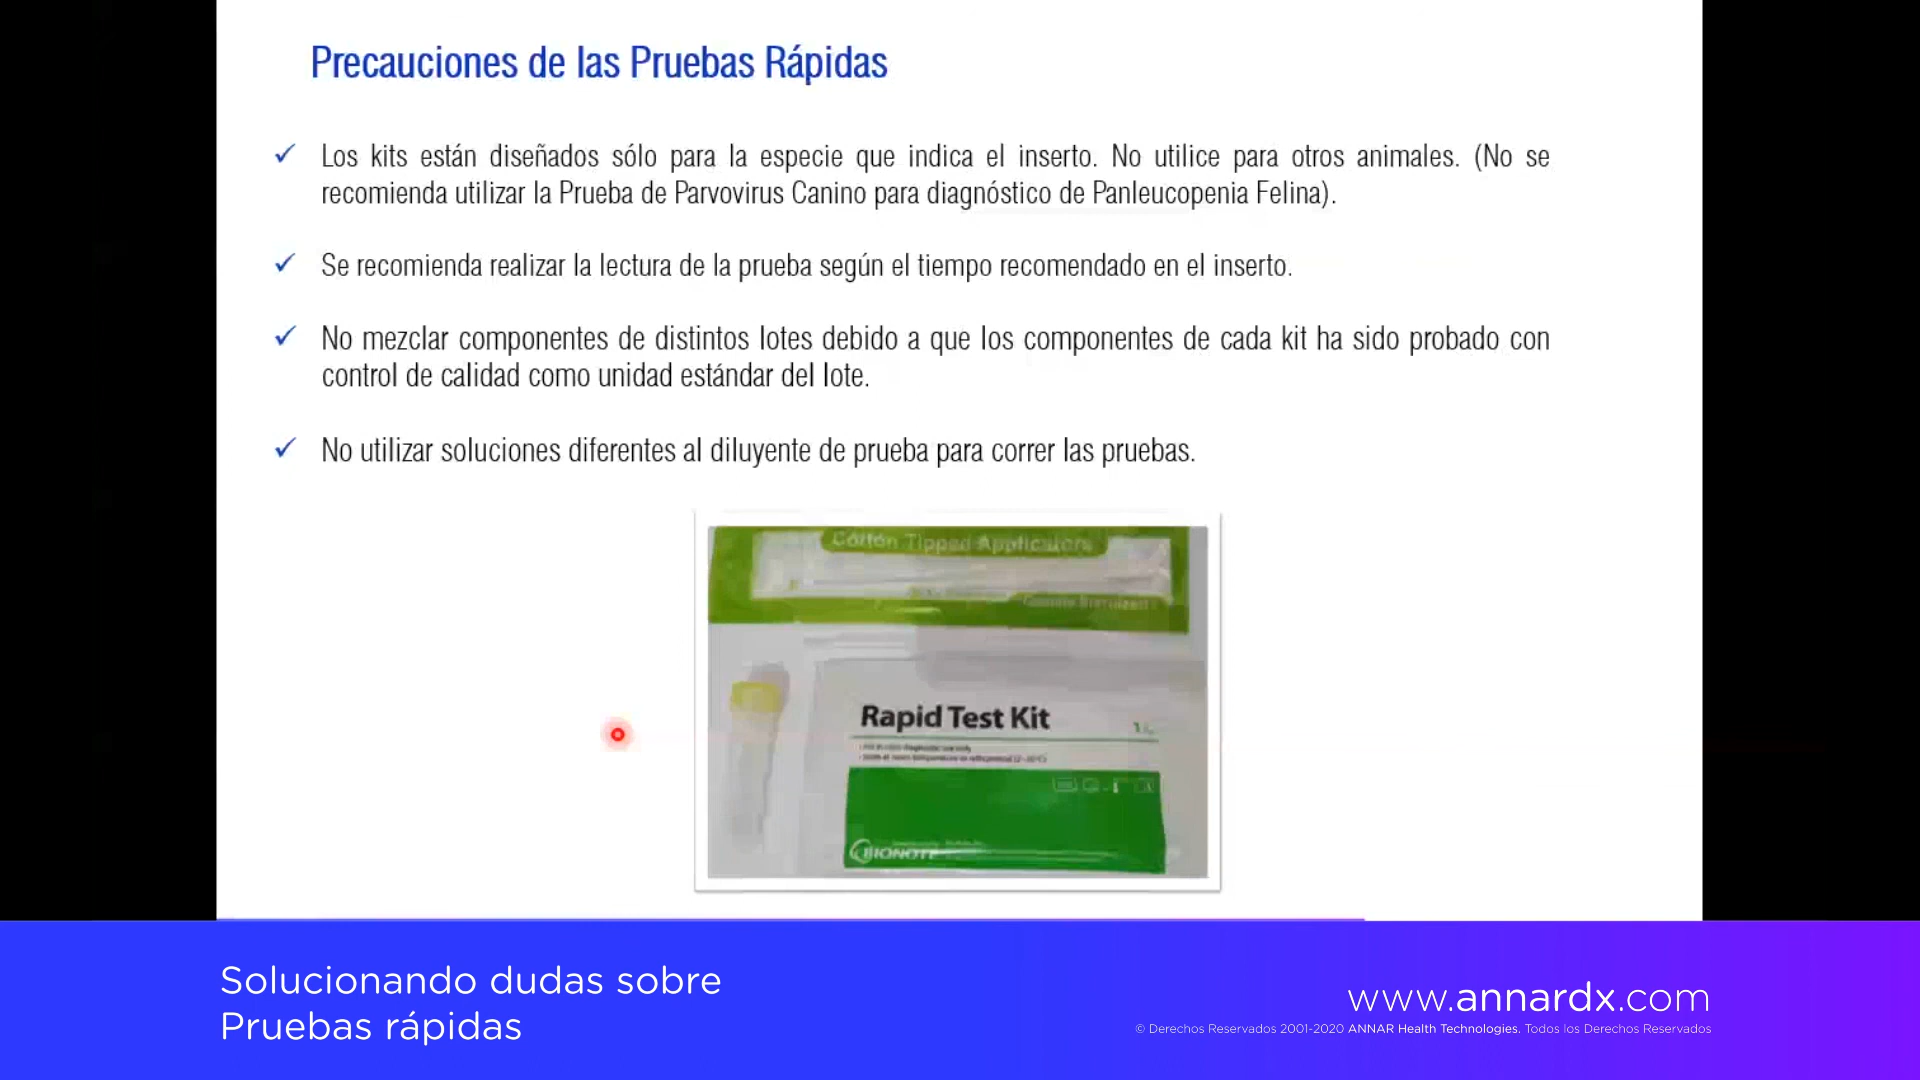 Precauciones de las Pruebas Rápidas
✓ Los kits están diseñados sólo para la especie que indica el inserto. No utilice para otros animales. (No se
recomienda utilizar la Prueba de Parvovirus Canino para diagnóstico de Panleucopenia Felina).
✓ Se recomienda realizar la lectura de la prueba según el tiempo recomendado en el inserto.
✓ No mezclar componentes de distintos lotes debido a que los componentes de cada kit ha sido probado con
control de calidad como unidad estándar del lote.
✓ No utilizar soluciones diferentes al diluyente de prueba para correr las pruebas.
Cotton Tipped Applicators
Rapid Test Kit
BIONOTE
Solucionando dudas sobre
Pruebas rápidas
www.annardx.com
© Derechos Reservados 2001-2020 ANNAR Health Technologies. Todos los Derechos Reservados